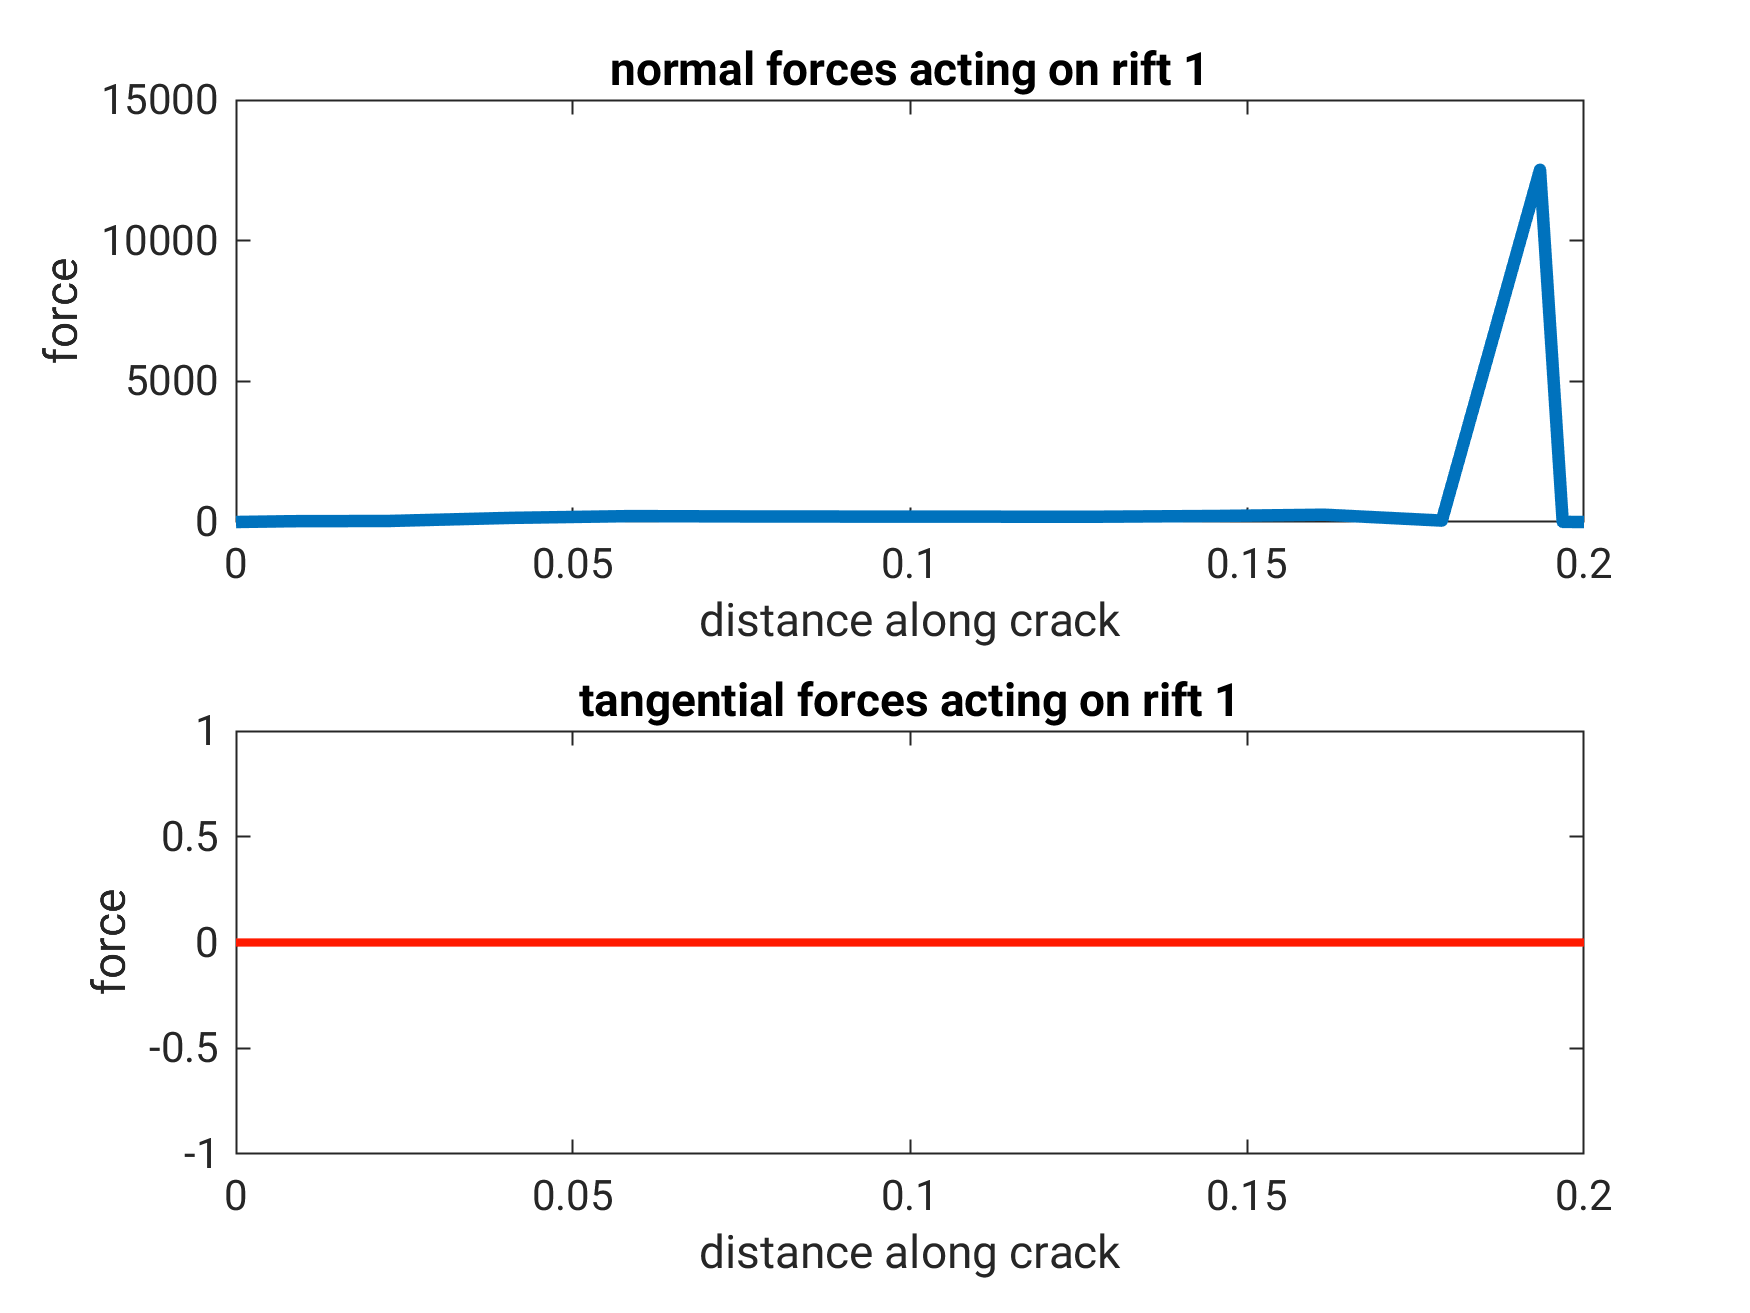 normal forces acting on rift 1
15000
10000
5000
0
force
0 0.05 0.1 0.15 0.2
distance along crack
tangential forces acting on rift 1
1
0.5
0
-0.5
-1
force
0 0.05 0.1 0.15 0.2
distance along crack